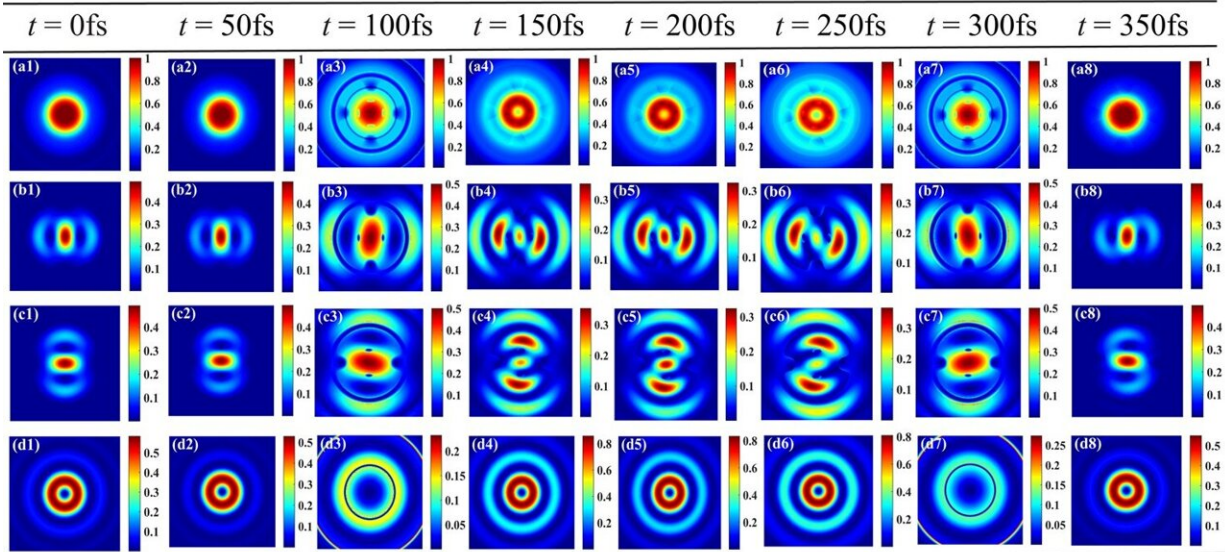 t = 0fs t = 50fs t = 100fs t = 150fs t = 200fs t = 250fs t = 300fs t = 350fs
(a1) 1 (a2) 1 (a3) 1 (a4) 1 (a5) 1 (a6) 1 (a7) 1 (a8) 1
0.8 0.8 0.8 0.8 0.8 0.8 0.8 0.8
0.6 0.6 0.6 0.6 0.6 0.6 0.6 0.6
0.4 0.4 0.4 0.4 0.4 0.4 0.4 0.4
0.2 0.2 0.2 0.2 0.2 0.2 0.2 0.2
(b1) (b2) (b3) 0.5 (b4) (b5) (b6) (b7) 0.5 (b8)
0.4 0.4 0.4 0.3 0.3 0.3 0.4 0.4
0.3 0.3 0.3 0.3 0.3
0.2 0.2 0.2 0.2 0.2 0.2 0.2 0.2
0.1 0.1 0.1 0.1 0.1 0.1 0.1 0.1
(c1) (c2) (c3) 0.5 (c4) (c5) (c6) (c7) 0.5 (c8)
0.4 0.4 0.4 0.3 0.3 0.3 0.4 0.4
0.3 0.3 0.3 0.3 0.3
0.2 0.2 0.2 0.2 0.2 0.2 0.2 0.2
0.1 0.1 0.1 0.1 0.1 0.1 0.1 0.1
(d1) 0.5 (d2) 0.5 (d3) (d4) 0.8 (d5) 0.8 (d6) 0.8 (d7) 0.25 (d8) 0.5
0.4 0.4 0.2 0.6 0.6 0.6 0.2 0.4
0.3 0.3 0.15 0.4 0.4 0.4 0.15 0.3
0.2 0.2 0.1 0.2 0.2 0.2 0.1 0.2
0.1 0.1 0.05 0.05 0.1